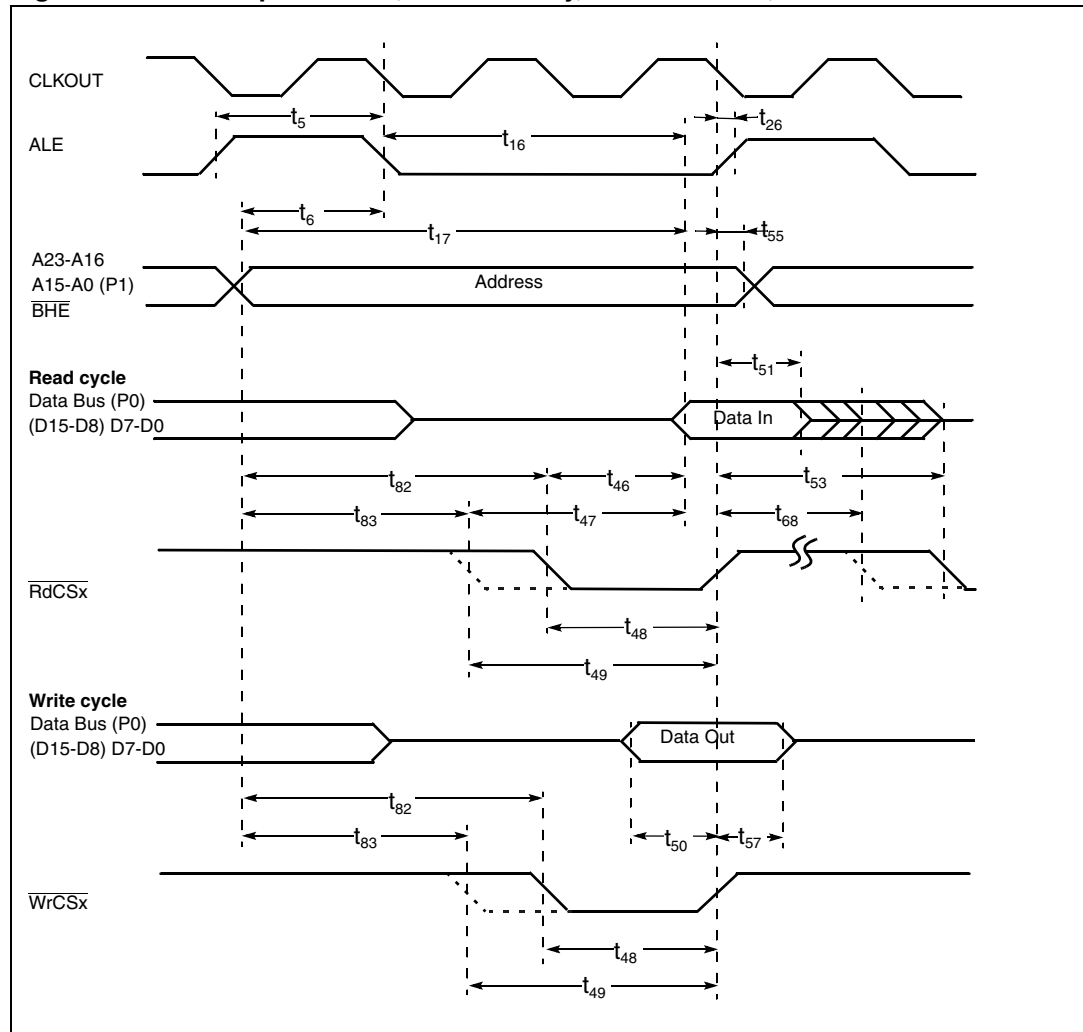 CLKOUT
t5
t26
ALE
t16
t6
t17
t55
A23-A16
A15-A0 (P1)
BHE
Address
t51
Read cycle
Data Bus (P0)
(D15-D8) D7-D0
Data In
t82
t46
t53
t83
t47
t68
RdCSx
t48
t49
Write cycle
Data Bus (P0)
(D15-D8) D7-D0
Data Out
t82
t83
t50
t57
WrCSx
t48
t49